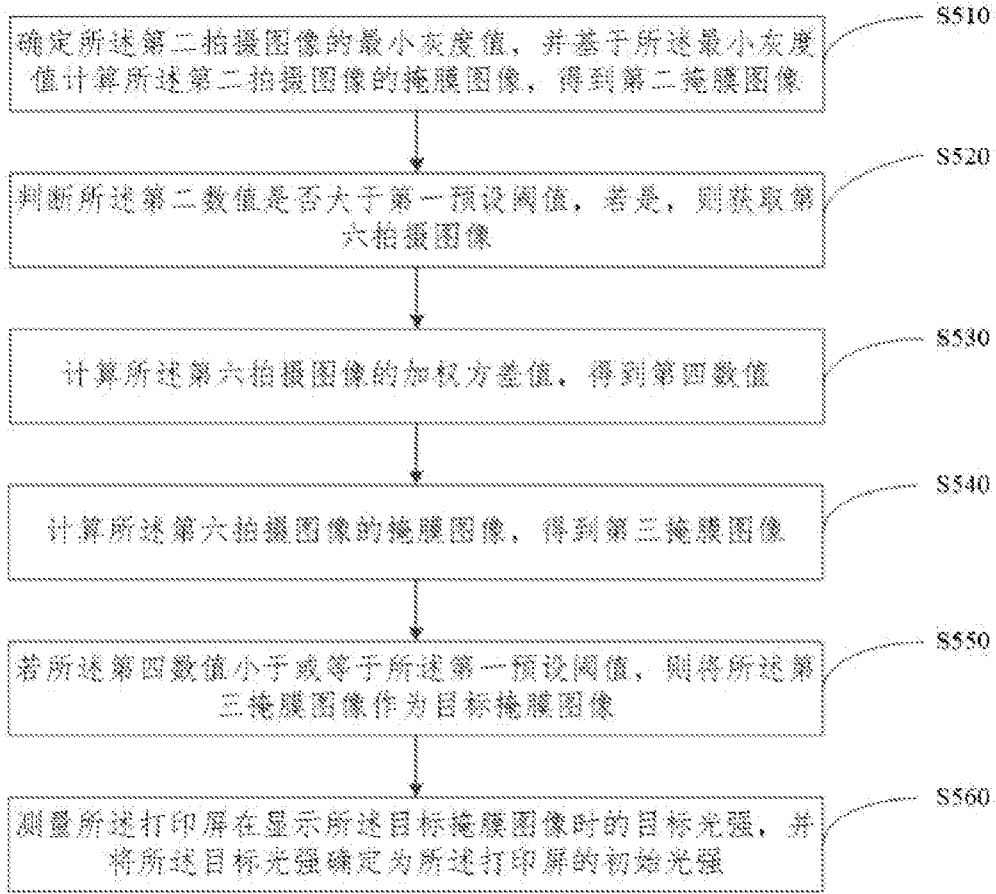 S510
确定所述第二拍摄图像的最小灰度值，并基于所述最小灰度
值计算所述第二拍摄图像的掩膜图像，得到第二掩膜图像
S520
判断所述第二数值是否大于第一预设阈值，若是，则获取第
六拍摄图像
S530
计算所述第六拍摄图像的加权方差值，得到第四数值
S540
计算所述第六拍摄图像的掩膜图像，得到第三掩膜图像
S550
若所述第四数值小于或等于所述第一预设阈值，则将所述第
三掩膜图像作为目标掩膜图像
S560
测量所述打印屏在显示所述目标掩膜图像时的目标光强，并
将所述目标光强确定为所述打印屏的初始光强